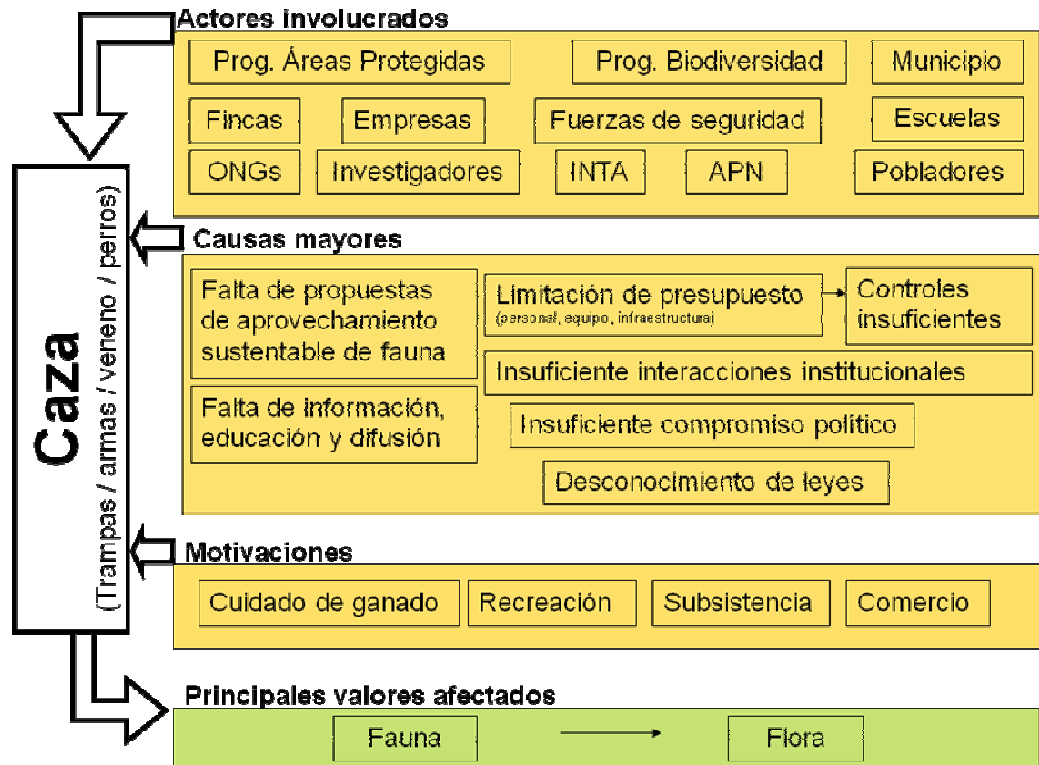 Actores involucrados
Prog. Áreas Protegidas
Prog. Biodiversidad
Municipio
Fincas
Empresas
Fuerzas de seguridad
Escuelas
ONGs
Investigadores
INTA
APN
Pobladores
Caza
(Trampas / armas / veneno / perros)
Causas mayores
Falta de propuestas
de aprovechamiento
sustentable de fauna
Limitación de presupuesto
(personal, equipo, infraestructura)
Controles
insuficientes
Insuficiente interacciones institucionales
Falta de información,
educación y difusión
Insuficiente compromiso político
Desconocimiento de leyes
Motivaciones
Cuidado de ganado
Recreación
Subsistencia
Comercio
Principales valores afectados
Fauna
Flora